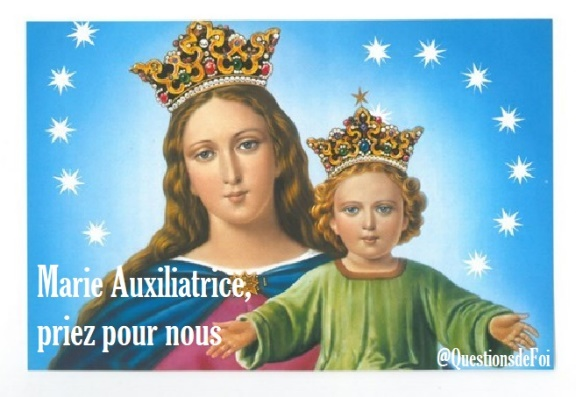 Marie Auxiliatrice,
priez pour nous
@QuestionsdeFoi